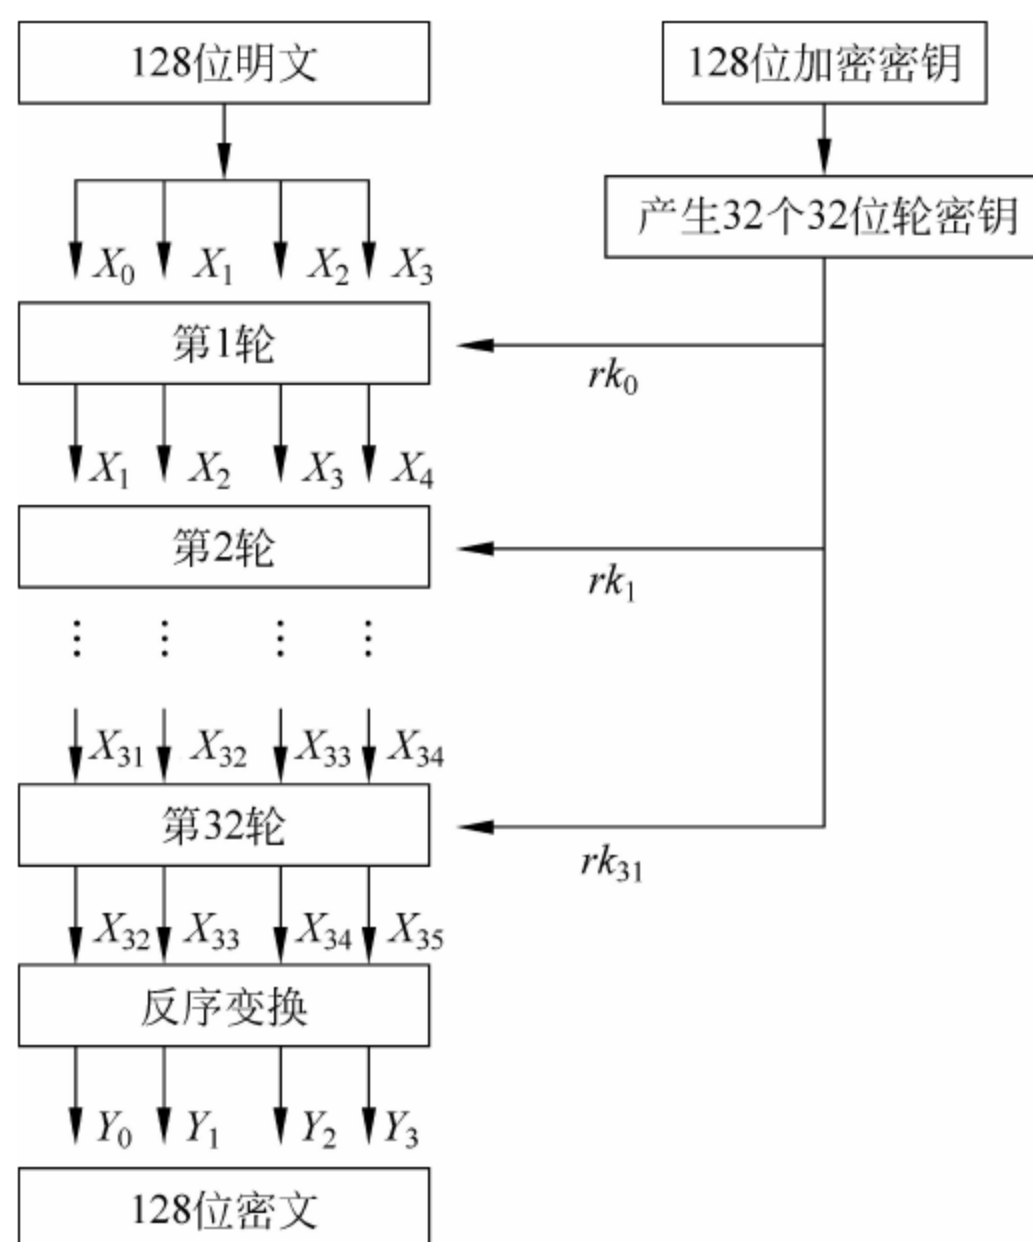 128位明文
128位加密密钥
产生32个32位轮密钥
X₀ X₁ X₂ X₃
第1轮
rk₀
X₁ X₂ X₃ X₄
第2轮
rk₁
⋮ ⋮ ⋮ ⋮
X₃₁ X₃₂ X₃₃ X₃₄
第32轮
rk₃₁
X₃₂ X₃₃ X₃₄ X₃₅
反序变换
Y₀ Y₁ Y₂ Y₃
128位密文